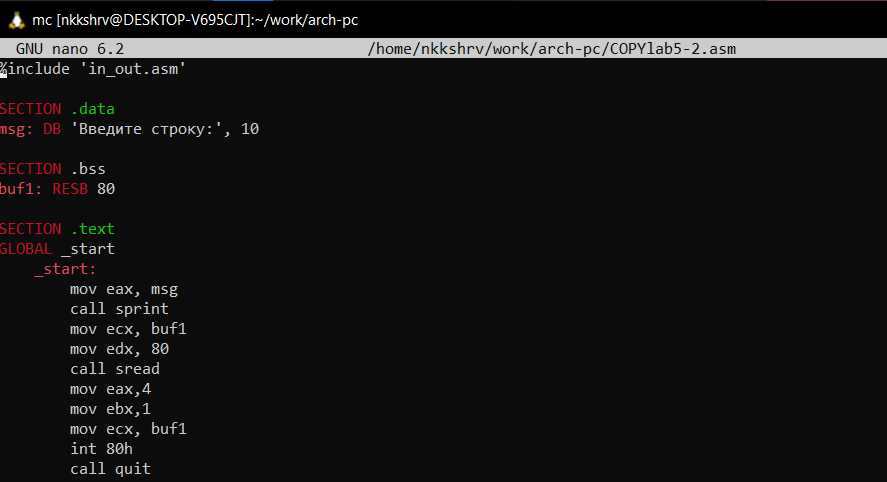 mc [nkkshrv@DESKTOP-V695CJT]:~/work/arch-pc
GNU nano 6.2 /home/nkkshrv/work/arch-pc/COPYlab5-2.asm
%include 'in_out.asm'
SECTION .data
msg: DB 'Введите строку:', 10
SECTION .bss
buf1: RESB 80
SECTION .text
GLOBAL _start
_start:
mov eax, msg
call sprint
mov ecx, buf1
mov edx, 80
call sread
mov eax,4
mov ebx,1
mov ecx, buf1
int 80h
call quit